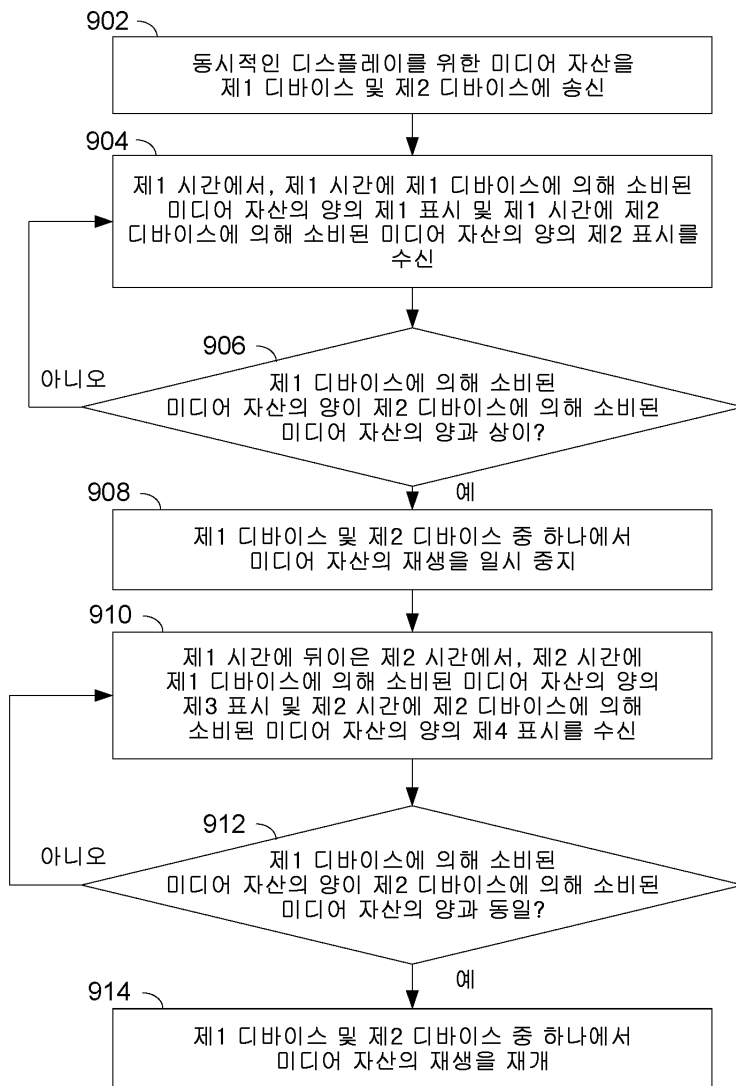 902
동시적인 디스플레이를 위한 미디어 자산을
제1 디바이스 및 제2 디바이스에 송신
904
제1 시간에서, 제1 시간에 제1 디바이스에 의해 소비된
미디어 자산의 양의 제1 표시 및 제1 시간에 제2
디바이스에 의해 소비된 미디어 자산의 양의 제2 표시를
수신
906
아니오
제1 디바이스에 의해 소비된
미디어 자산의 양이 제2 디바이스에 의해 소비된
미디어 자산의 양과 상이?
예
908
제1 디바이스 및 제2 디바이스 중 하나에서
미디어 자산의 재생을 일시 중지
910
제1 시간에 뒤이은 제2 시간에서, 제2 시간에
제1 디바이스에 의해 소비된 미디어 자산의 양의
제3 표시 및 제2 시간에 제2 디바이스에 의해
소비된 미디어 자산의 양의 제4 표시를 수신
912
아니오
제1 디바이스에 의해 소비된
미디어 자산의 양이 제2 디바이스에 의해 소비된
미디어 자산의 양과 동일?
예
914
제1 디바이스 및 제2 디바이스 중 하나에서
미디어 자산의 재생을 재개